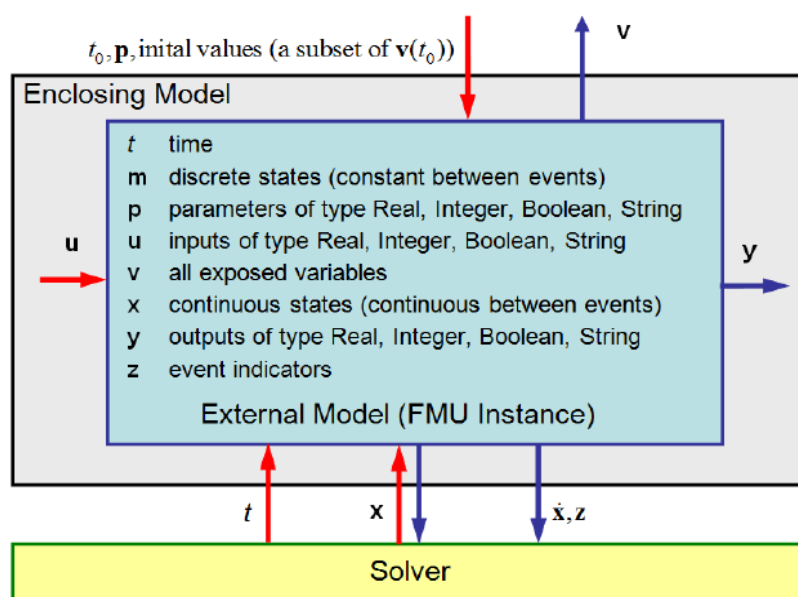 t₀, p, inital values (a subset of v(t₀))
v
Enclosing Model
t time
m discrete states (constant between events)
p parameters of type Real, Integer, Boolean, String
u inputs of type Real, Integer, Boolean, String
v all exposed variables
x continuous states (continuous between events)
y outputs of type Real, Integer, Boolean, String
z event indicators
External Model (FMU Instance)
u
y
t
x
ẋ, z
Solver